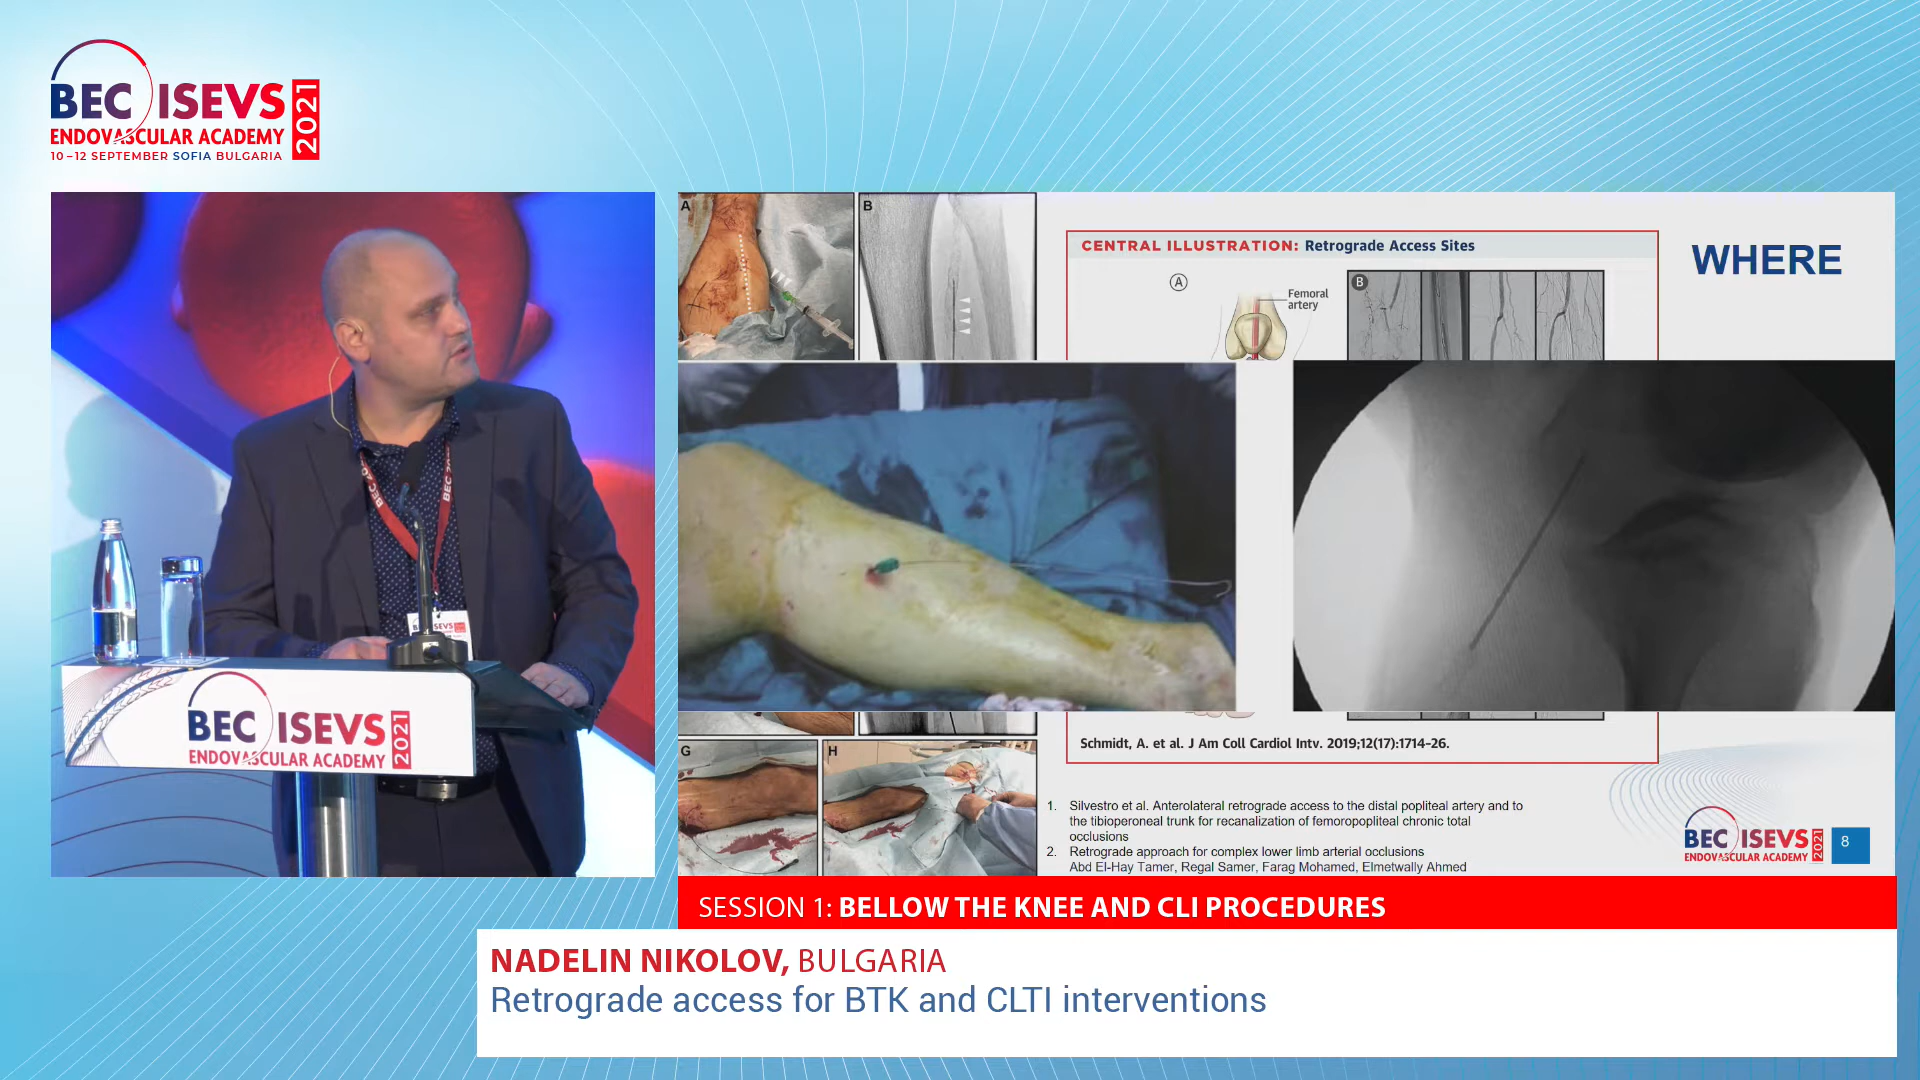 BEC ISEVS
ENDOVASCULAR ACADEMY
10–12 SEPTEMBER SOFIA BULGARIA
2021
BEC ISEVS
ENDOVASCULAR ACADEMY
2021
A
B
CENTRAL ILLUSTRATION: Retrograde Access Sites
WHERE
A
B
Femoral
artery
Schmidt, A. et al. J Am Coll Cardiol Intv. 2019;12(17):1714–26.
G
H
1. Silvestro et al. Anterolateral retrograde access to the distal popliteal artery and to
the tibioperoneal trunk for recanalization of femoropopliteal chronic total
occlusions
2. Retrograde approach for complex lower limb arterial occlusions
Abd El-Hay Tamer, Regal Samer, Farag Mohamed, Elmetwally Ahmed
BEC ISEVS
ENDOVASCULAR ACADEMY
2021
8
SESSION 1: BELLOW THE KNEE AND CLI PROCEDURES
NADELIN NIKOLOV, BULGARIA
Retrograde access for BTK and CLTI interventions